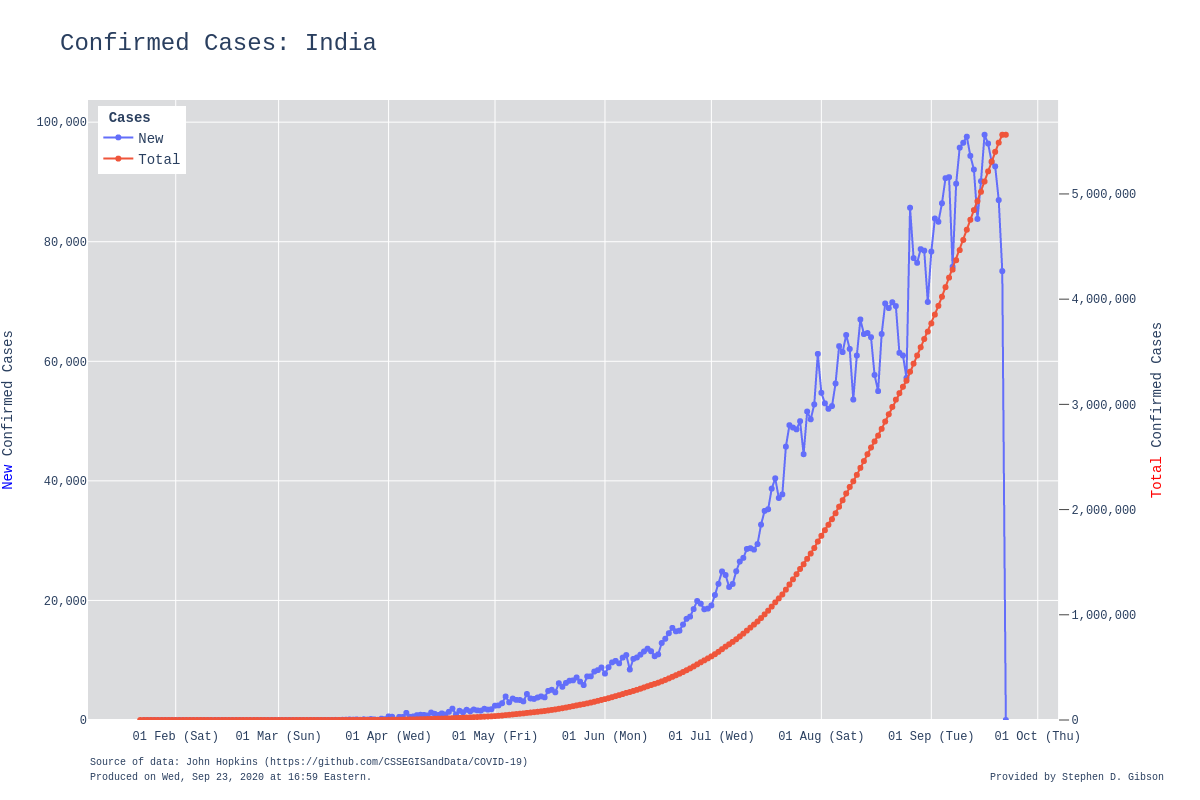 Confirmed Cases: India
Cases
New
Total
100,000
80,000
60,000
40,000
20,000
0
New Confirmed Cases
5,000,000
4,000,000
3,000,000
2,000,000
1,000,000
0
Total Confirmed Cases
01 Feb (Sat) 01 Mar (Sun) 01 Apr (Wed) 01 May (Fri) 01 Jun (Mon) 01 Jul (Wed) 01 Aug (Sat) 01 Sep (Tue) 01 Oct (Thu)
Source of data: John Hopkins (https://github.com/CSSEGISandData/COVID-19)
Produced on Wed, Sep 23, 2020 at 16:59 Eastern.
Provided by Stephen D. Gibson